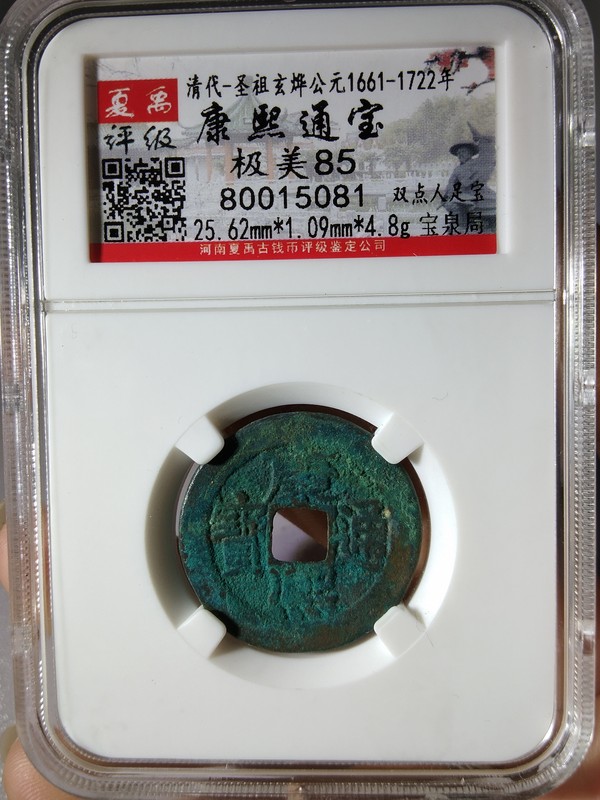 清代-圣祖玄烨公元1661-1722年
夏禹
评级
康熙通宝
极美85
80015081
双点人足宝
25.62mm*1.09mm*4.8g 宝泉局
河南夏禹古钱币评级鉴定公司
康熙通寶